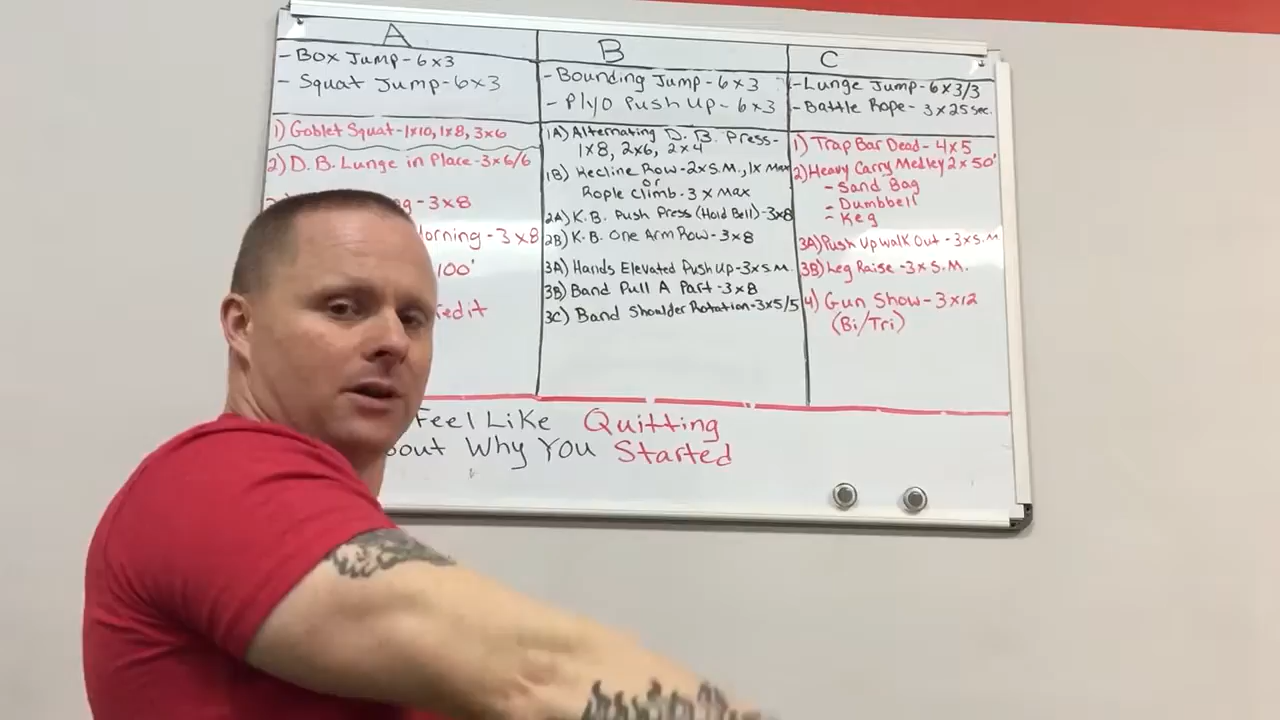 A
- Box Jump - 6x3
- Squat Jump - 6x3
1) Goblet Squat - 1x10, 1x8, 3x6
2) D.B. Lunge in Place - 3x6/6
- 3x8
Morning - 3x8
100'
B
- Bounding Jump - 6x3
- Plyo Push Up - 6x3
1A) Alternating D.B. Press -
1x8, 2x6, 2x4
1B) Recline Row - 2xS.M., 1x Max
or
Rople Climb - 3 x Max
2A) K.B. Push Press (Hold Bell) - 3x8
2B) K.B. One Arm Row - 3x8
3A) Hands Elevated Push Up - 3xS.M.
3B) Band Pull A Part - 3x8
3C) Band Shoulder Rotation - 3x5/5
C
- Lunge Jump - 6x3/3
- Battle Rope - 3x25 sec.
1) Trap Bar Dead - 4x5
2) Heavy Carry Medley 2x50'
- Sand Bag
- Dumbbell
- Keg
3A) Push Up Walk Out - 3xS.M.
3B) Leg Raise - 3xS.M.
4) Gun Show - 3x12
(Bi/Tri)
Feel Like Quitting
Why You Started